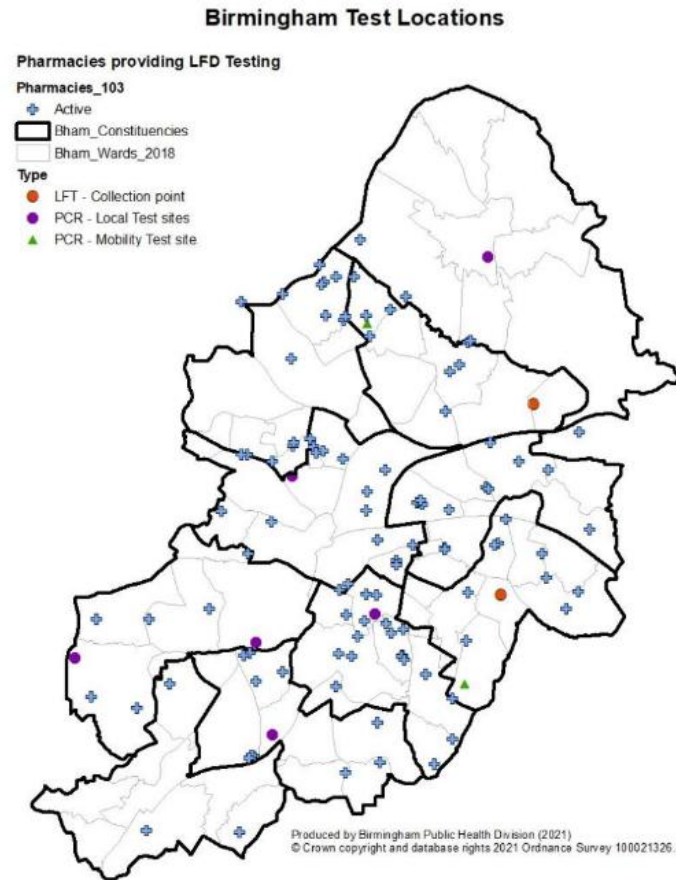 Birmingham Test Locations
Pharmacies providing LFD Testing
Pharmacies_103
Active
Bham_Constituencies
Bham_Wards_2018
Type
LFT - Collection point
PCR - Local Test sites
PCR - Mobility Test site
Produced by Birmingham Public Health Division (2021)
© Crown copyright and database rights 2021 Ordnance Survey 100021326.